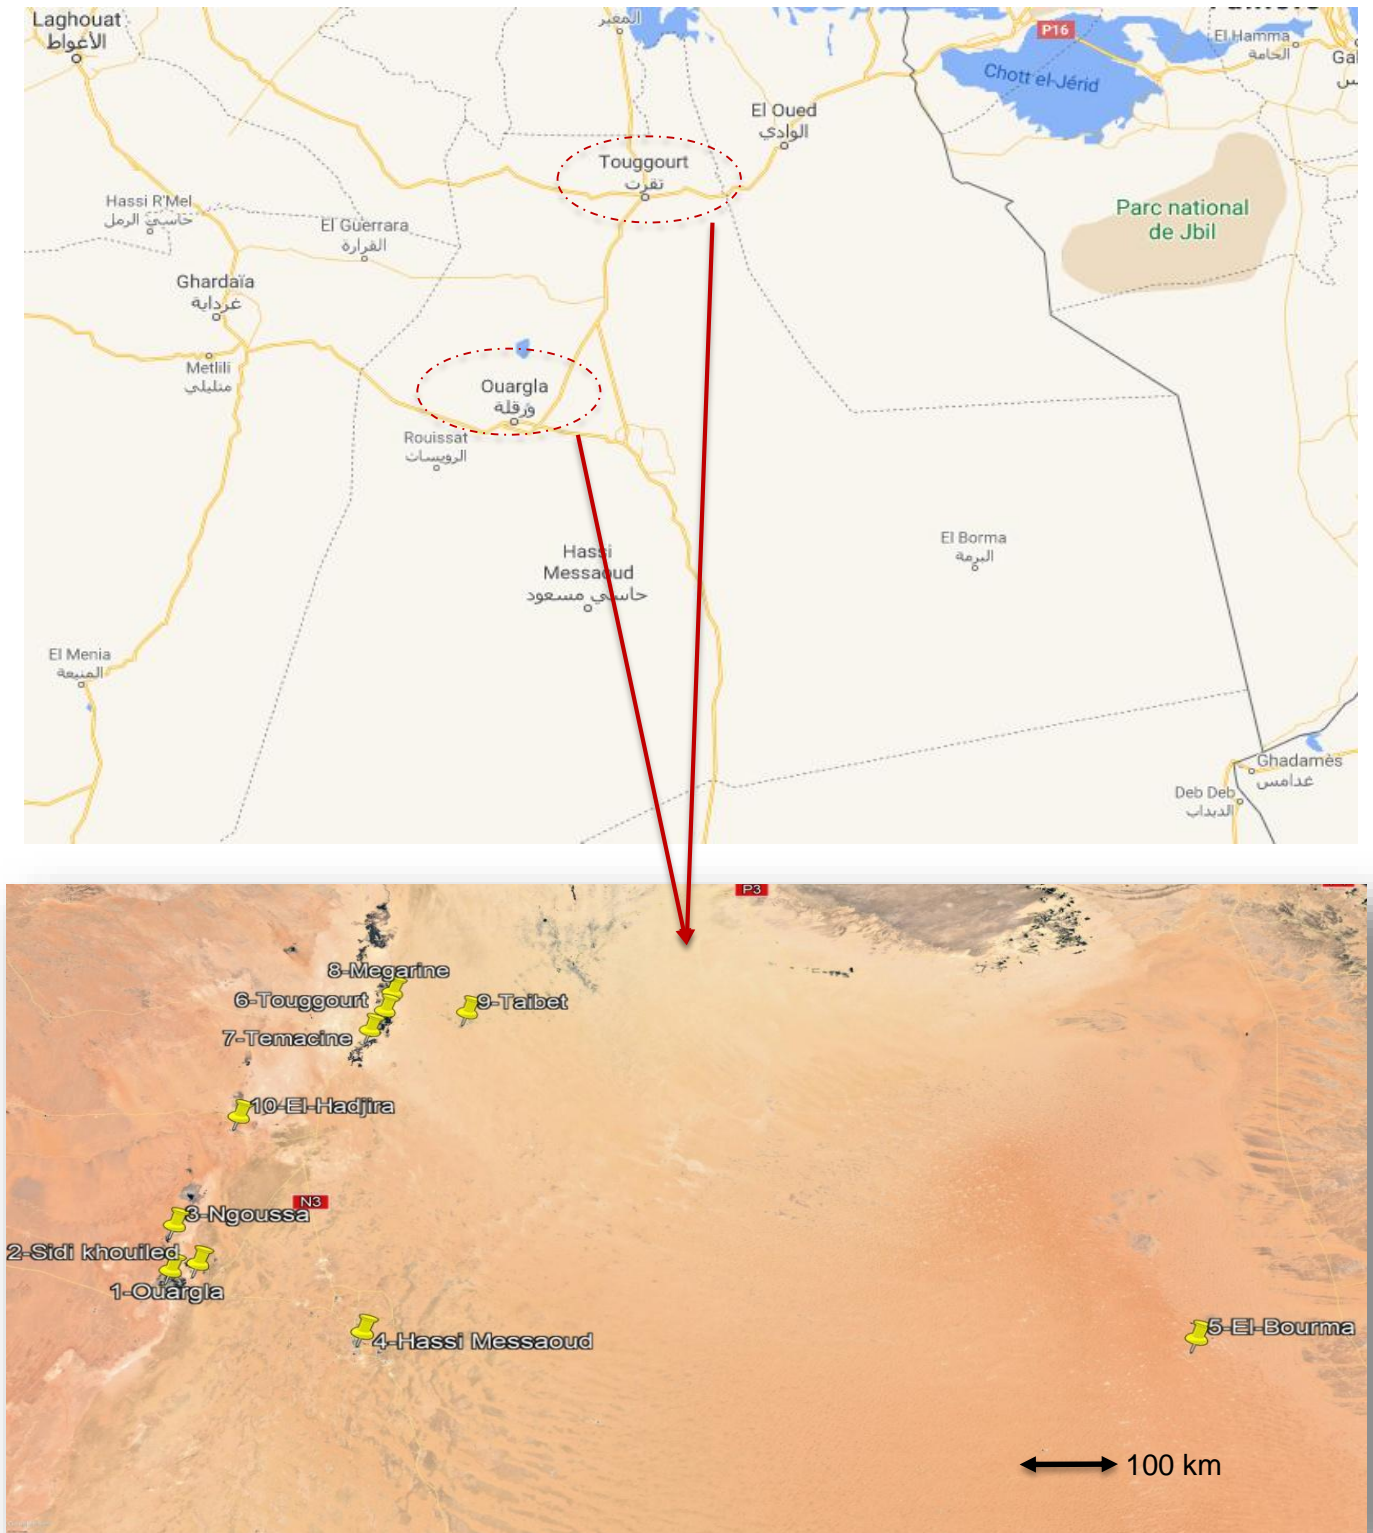 Laghouat
الأغواط
المغير
P16
El Hamma
الحامة
Chott el-Jérid
El Oued
الوادي
Touggourt
تقرت
Hassi R'Mel
حاسي الرمل
El Guerrara
القرارة
Parc national
de Jbil
Ghardaïa
غرداية
Metlili
متليلي
Ouargla
ورقلة
Rouissat
الرويسات
El Borma
البرمة
Hassi
Messaoud
حاسي مسعود
El Menia
المنيعة
Ghadamès
غدامس
Deb Deb
الدبداب
P3
8-Megarine
6-Touggourt
9-Taibet
7-Temacine
10-El-Hadjira
N3
3-Ngoussa
2-Sidi khouiled
1-Ouargla
4-Hassi Messaoud
5-El-Bourma
100 km